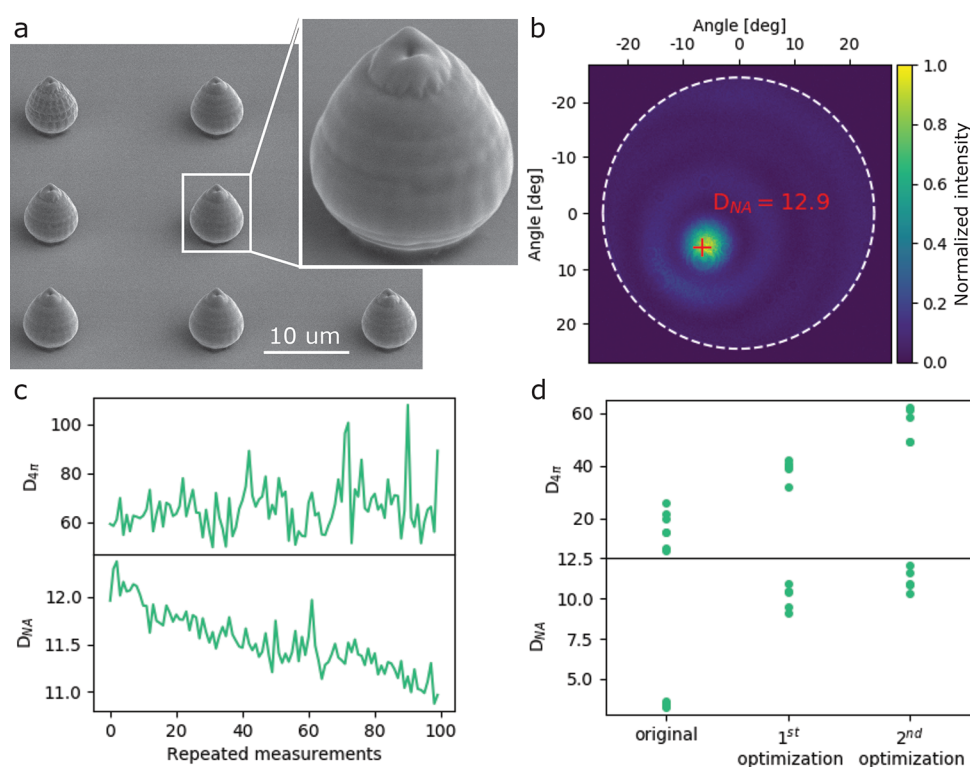 a
10 um
b
Angle [deg]
-20 -10 0 10 20
Angle [deg]
-20
-10
0
10
20
D_NA = 12.9
1.0
0.8
0.6
0.4
0.2
0.0
Normalized intensity
c
D_4π
100
80
60
D_NA
12.0
11.5
11.0
0 20 40 60 80 100
Repeated measurements
d
D_4π
60
40
20
D_NA
12.5
10.0
7.5
5.0
original 1st 2nd
optimization optimization